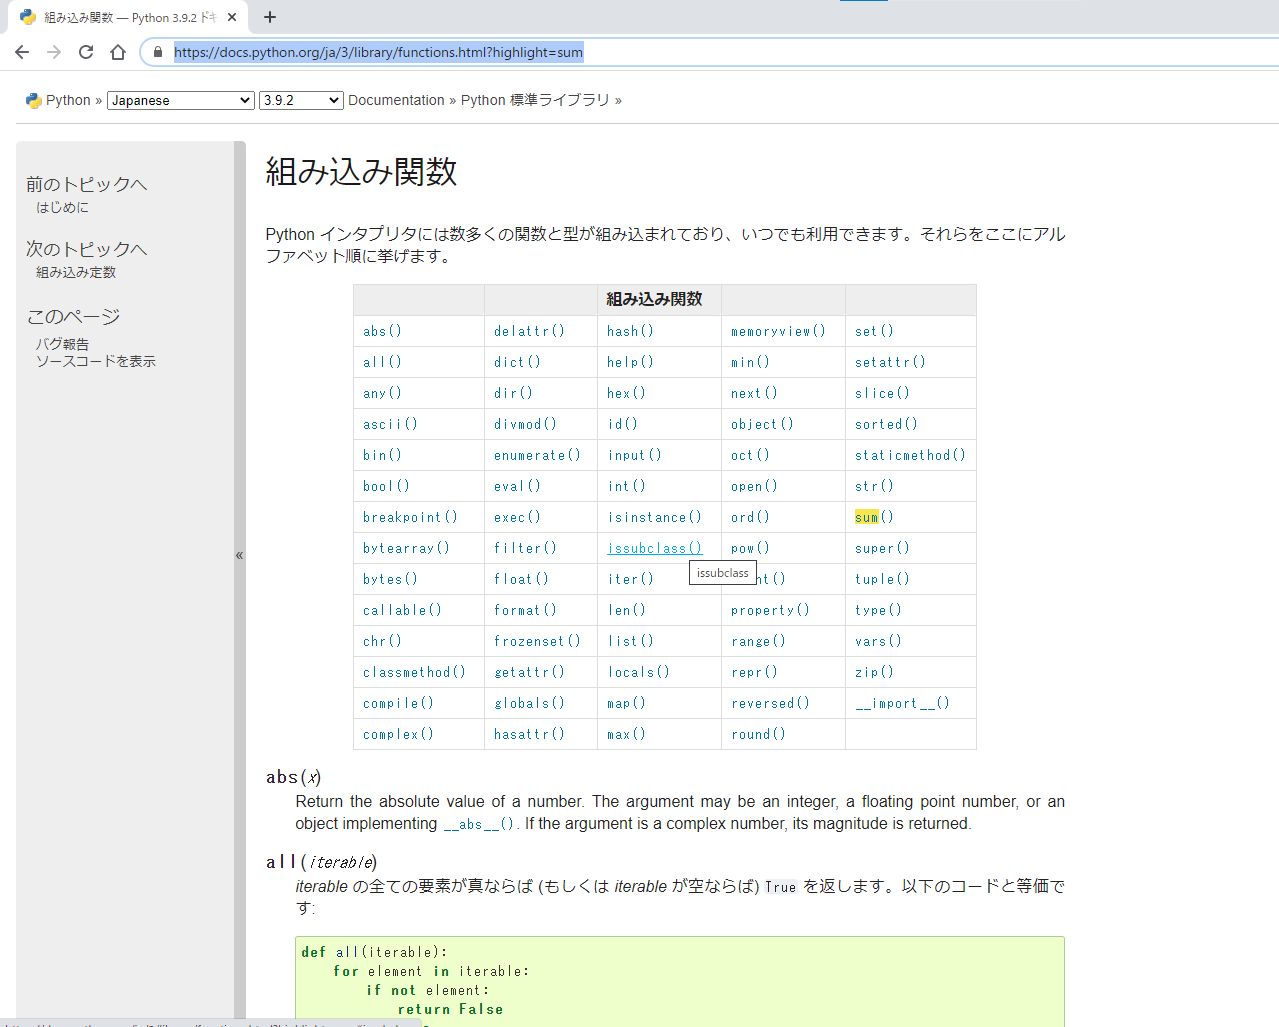 組み込み関数 — Python 3.9.2 ドキ
https://docs.python.org/ja/3/library/functions.html?highlight=sum
Python » Japanese 3.9.2 Documentation » Python 標準ライブラリ »
前のトピックへ
はじめに
次のトピックへ
組み込み定数
このページ
バグ報告
ソースコードを表示
«
組み込み関数
Python インタプリタには数多くの関数と型が組み込まれており、いつでも利用できます。それらをここにアル
ファベット順に挙げます。
組み込み関数
abs() delattr() hash() memoryview() set()
all() dict() help() min() setattr()
any() dir() hex() next() slice()
ascii() divmod() id() object() sorted()
bin() enumerate() input() oct() staticmethod()
bool() eval() int() open() str()
breakpoint() exec() isinstance() ord() sum()
bytearray() filter() issubclass() pow() super()
issubclass
bytes() float() iter() nt() tuple()
callable() format() len() property() type()
chr() frozenset() list() range() vars()
classmethod() getattr() locals() repr() zip()
compile() globals() map() reversed() __import__()
complex() hasattr() max() round()
abs(x)
Return the absolute value of a number. The argument may be an integer, a floating point number, or an
object implementing __abs__(). If the argument is a complex number, its magnitude is returned.
all(iterable)
iterable の全ての要素が真ならば (もしくは iterable が空ならば) True を返します。以下のコードと等価で
す:
def all(iterable):
for element in iterable:
if not element:
return False